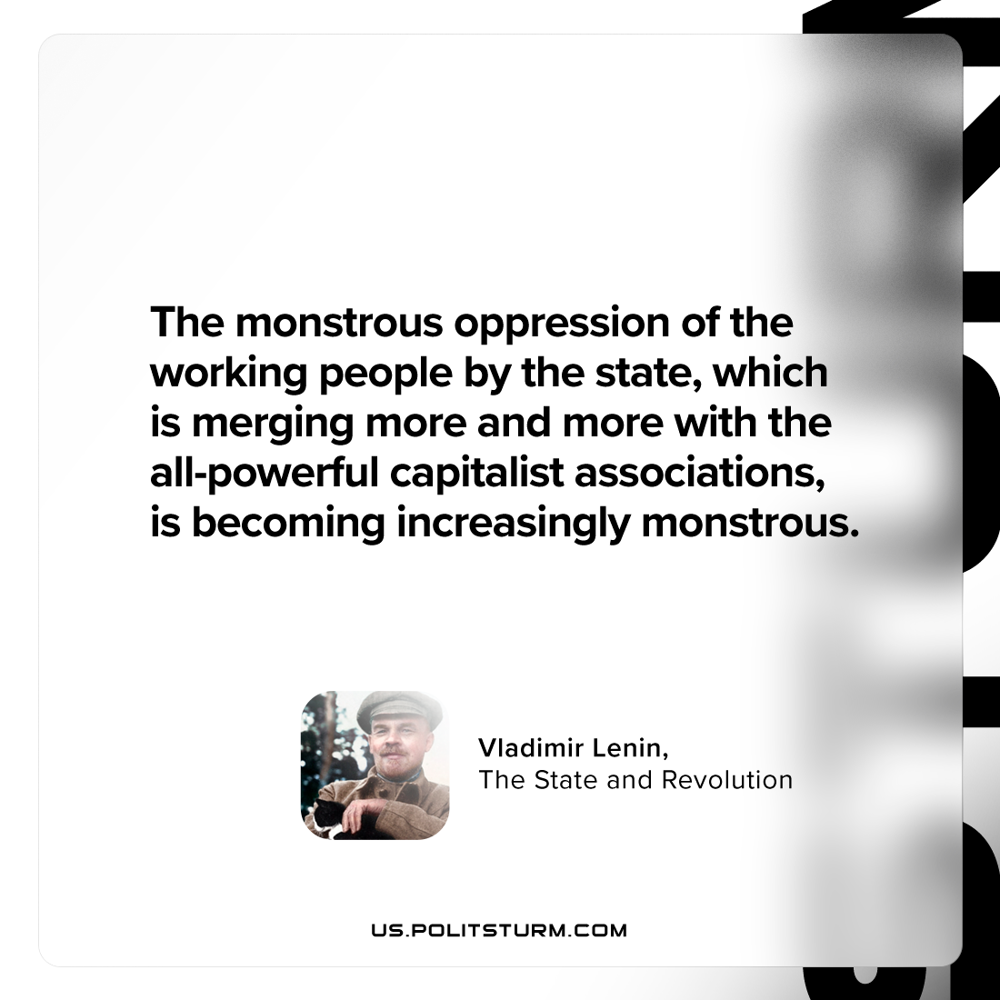 The monstrous oppression of the
working people by the state, which
is merging more and more with the
all-powerful capitalist associations,
is becoming increasingly monstrous.
Vladimir Lenin,
The State and Revolution
US.POLITSTURM.COM